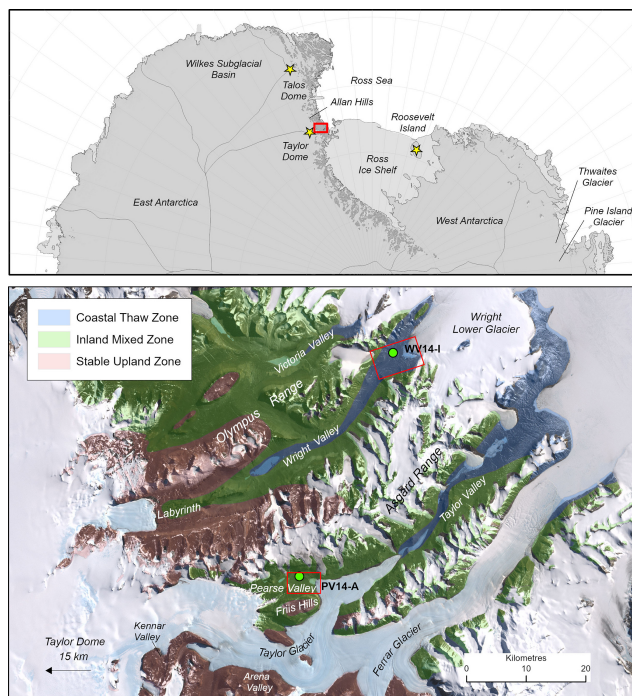 Wilkes Subglacial
Basin
Ross Sea
Talos
Dome
Allan Hills
Roosevelt
Island
Taylor
Dome
Ross
Ice Shelf
Thwaites
Glacier
East Antarctica
West Antarctica
Pine Island
Glacier
Coastal Thaw Zone
Inland Mixed Zone
Stable Upland Zone
Wright
Lower Glacier
Victoria Valley
WV14-I
Olympus Range
Wright Valley
Asgard Range
Taylor Valley
Labyrinth
Pearse Valley
PV14-A
Friis Hills
Kennar
Valley
Taylor Dome
15 km
Taylor Glacier
Ferrar Glacier
Arena
Valley
Kilometres
0 10 20